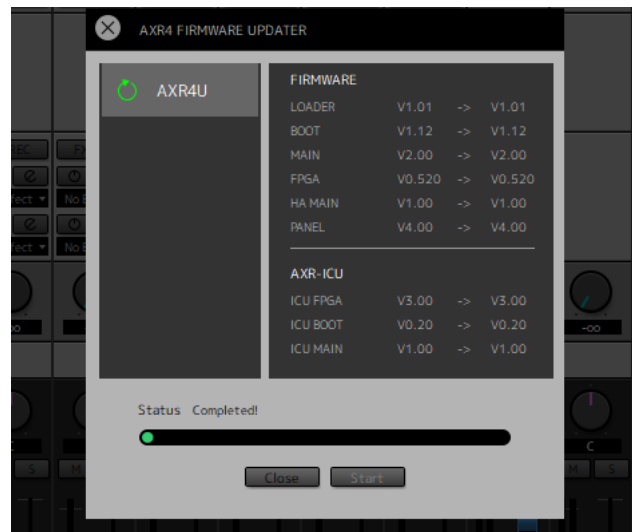 AXR4 FIRMWARE UPDATER
AXR4U
FIRMWARE
LOADER V1.01 -> V1.01
BOOT V1.12 -> V1.12
MAIN V2.00 -> V2.00
FPGA V0.520 -> V0.520
HA MAIN V1.00 -> V1.00
PANEL V4.00 -> V4.00
AXR-ICU
ICU FPGA V3.00 -> V3.00
ICU BOOT V0.20 -> V0.20
ICU MAIN V1.00 -> V1.00
-∞
Status Completed!
C
Close Start
S M M S